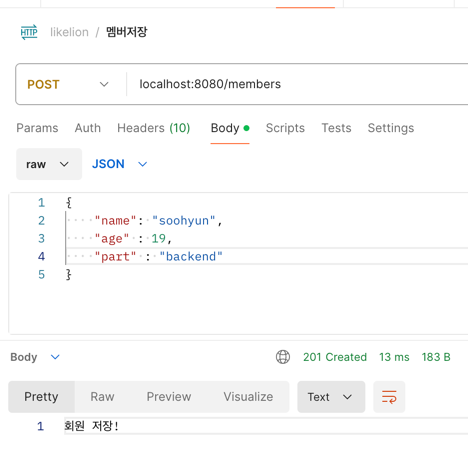 HTTP likelion / 멤버저장
POST localhost:8080/members
Params Auth Headers (10) Body Scripts Tests Settings
raw JSON
1 {
2 "name": "soohyun",
3 "age" : 19,
4 "part" : "backend"
5 }
Body 201 Created 13 ms 183 B
Pretty Raw Preview Visualize Text
1 회원 저장!